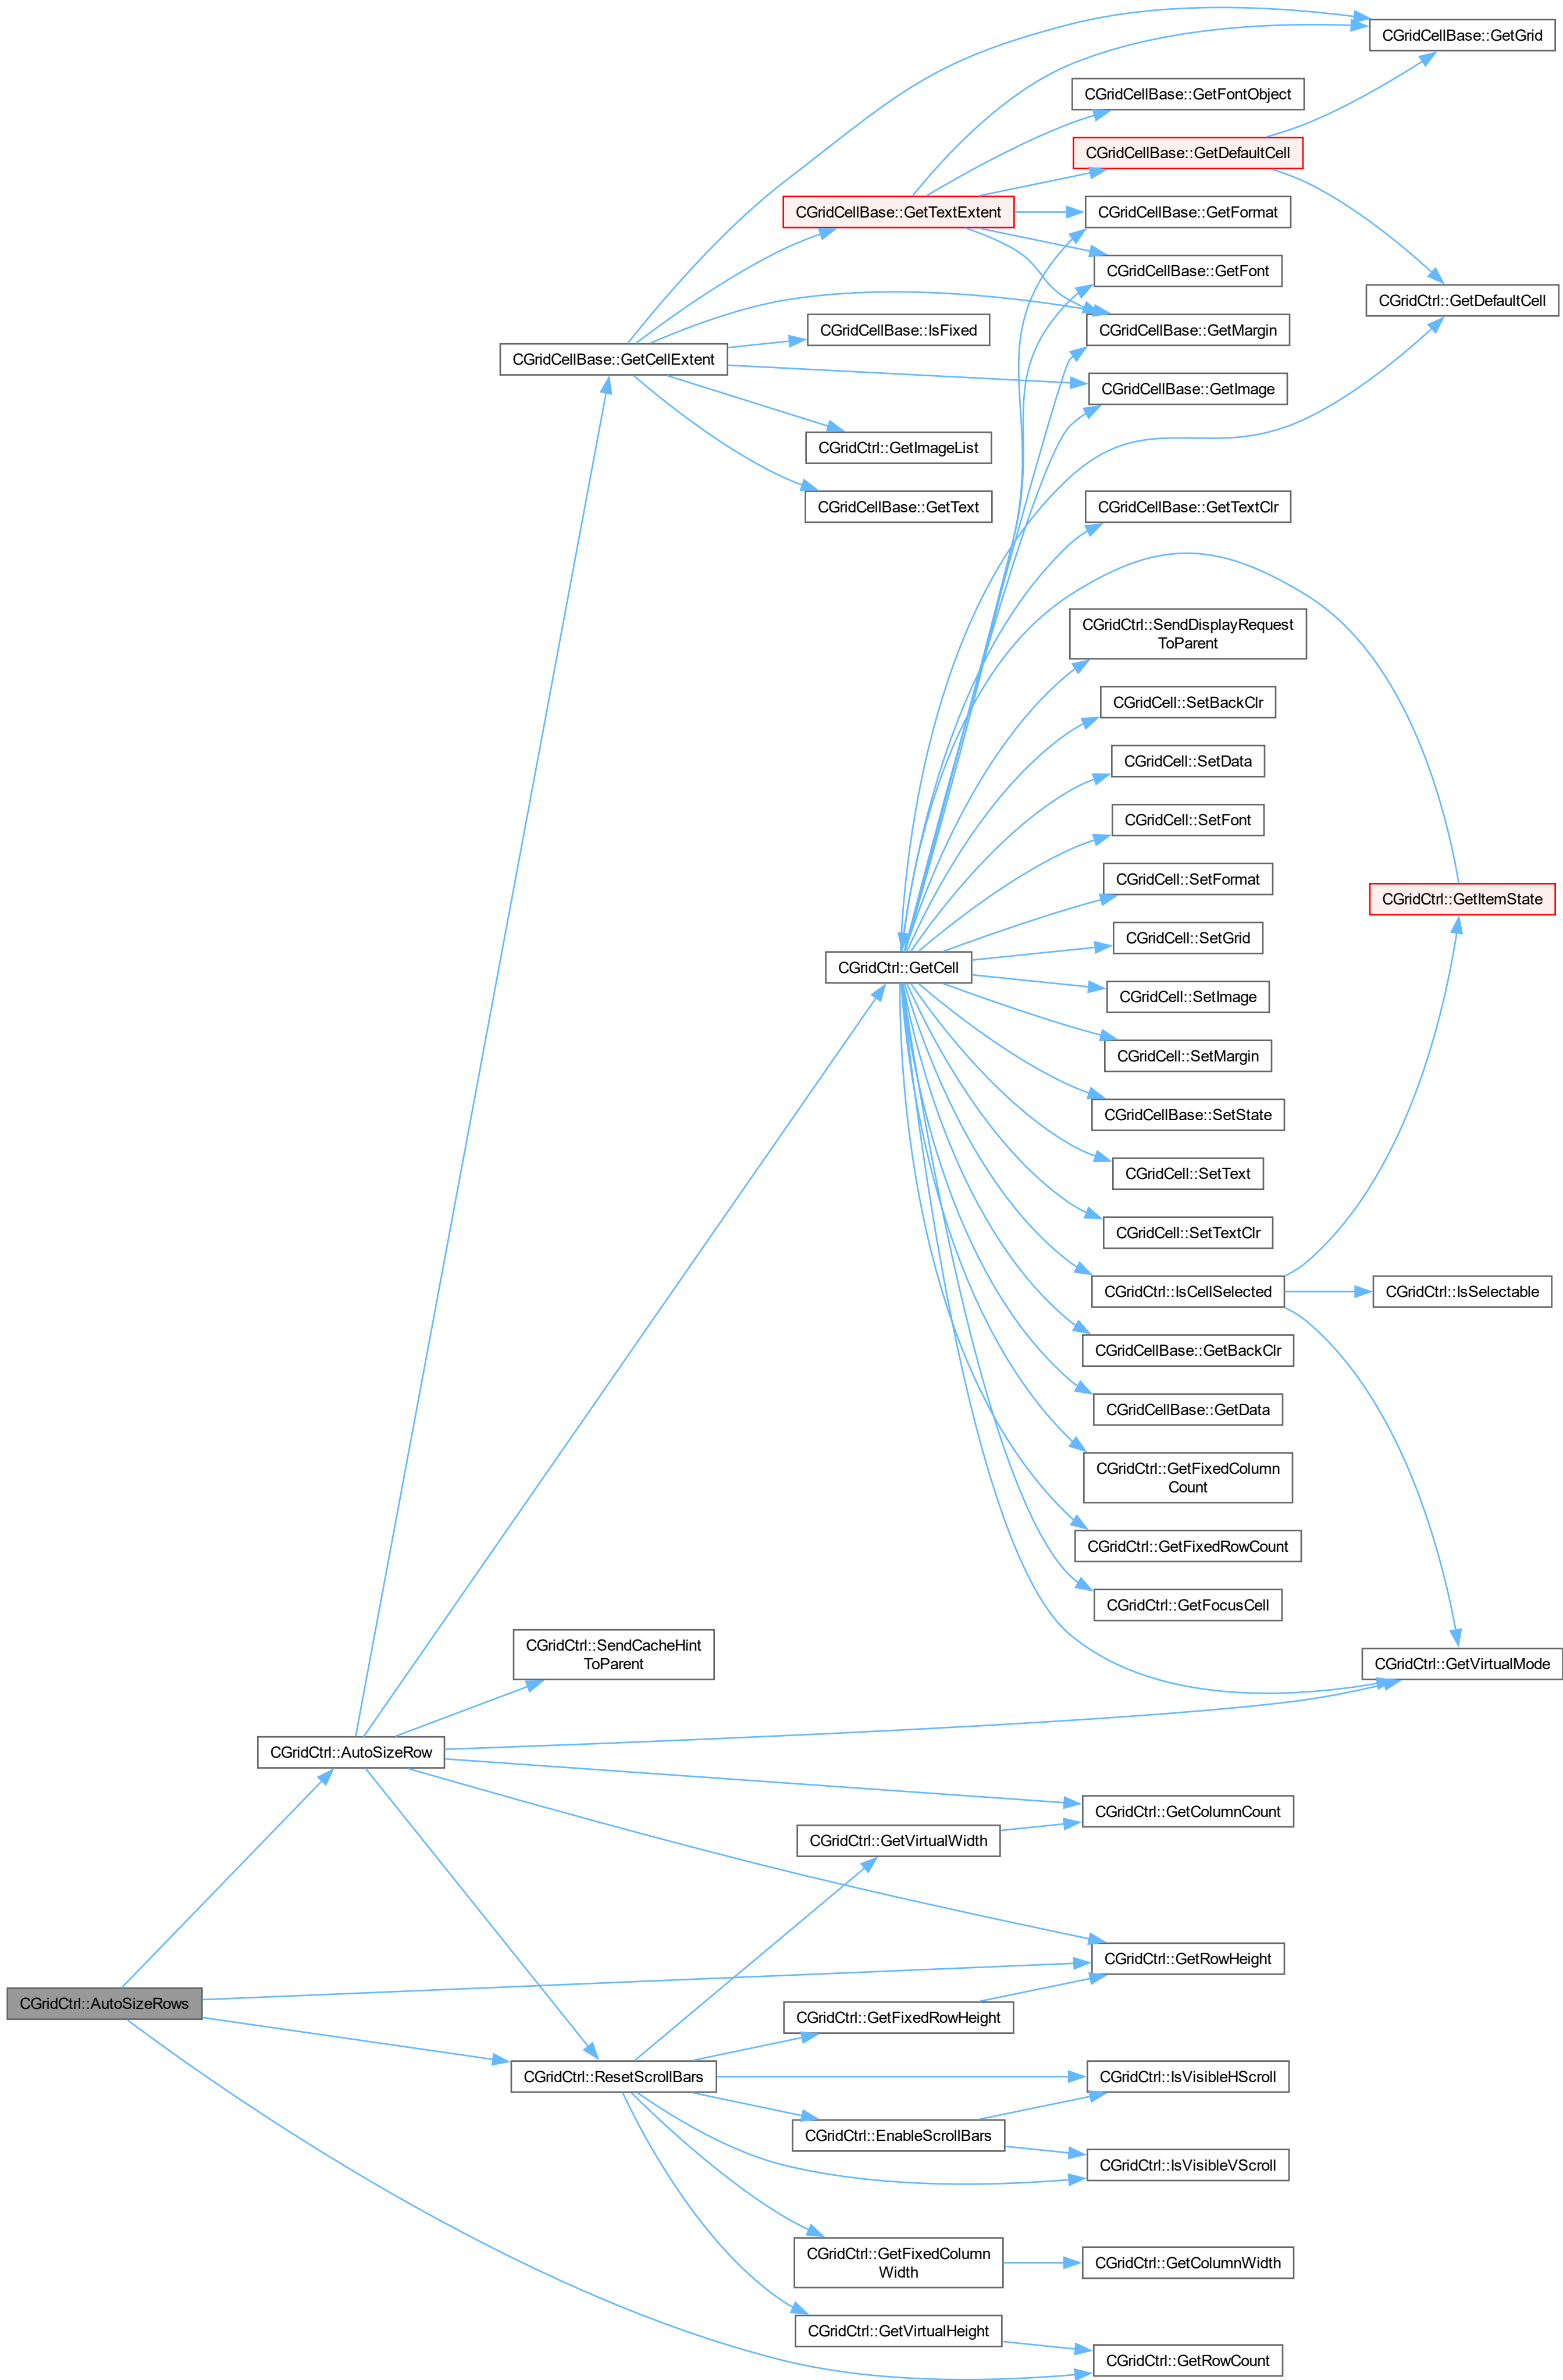 CGridCellBase::GetGrid
CGridCellBase::GetFontObject
CGridCellBase::GetDefaultCell
CGridCellBase::GetTextExtent
CGridCellBase::GetFormat
CGridCellBase::GetFont
CGridCtrl::GetDefaultCell
CGridCellBase::GetMargin
CGridCellBase::IsFixed
CGridCellBase::GetCellExtent
CGridCellBase::GetImage
CGridCtrl::GetImageList
CGridCellBase::GetText
CGridCellBase::GetTextClr
CGridCtrl::SendDisplayRequest
ToParent
CGridCell::SetBackClr
CGridCell::SetData
CGridCell::SetFont
CGridCell::SetFormat
CGridCtrl::GetItemState
CGridCell::SetGrid
CGridCtrl::GetCell
CGridCell::SetImage
CGridCell::SetMargin
CGridCellBase::SetState
CGridCell::SetText
CGridCell::SetTextClr
CGridCtrl::IsCellSelected
CGridCtrl::IsSelectable
CGridCellBase::GetBackClr
CGridCellBase::GetData
CGridCtrl::GetFixedColumn
Count
CGridCtrl::GetFixedRowCount
CGridCtrl::GetFocusCell
CGridCtrl::SendCacheHint
ToParent
CGridCtrl::GetVirtualMode
CGridCtrl::AutoSizeRow
CGridCtrl::GetColumnCount
CGridCtrl::GetVirtualWidth
CGridCtrl::GetRowHeight
CGridCtrl::AutoSizeRows
CGridCtrl::GetFixedRowHeight
CGridCtrl::ResetScrollBars
CGridCtrl::IsVisibleHScroll
CGridCtrl::EnableScrollBars
CGridCtrl::IsVisibleVScroll
CGridCtrl::GetFixedColumn
Width
CGridCtrl::GetColumnWidth
CGridCtrl::GetVirtualHeight
CGridCtrl::GetRowCount